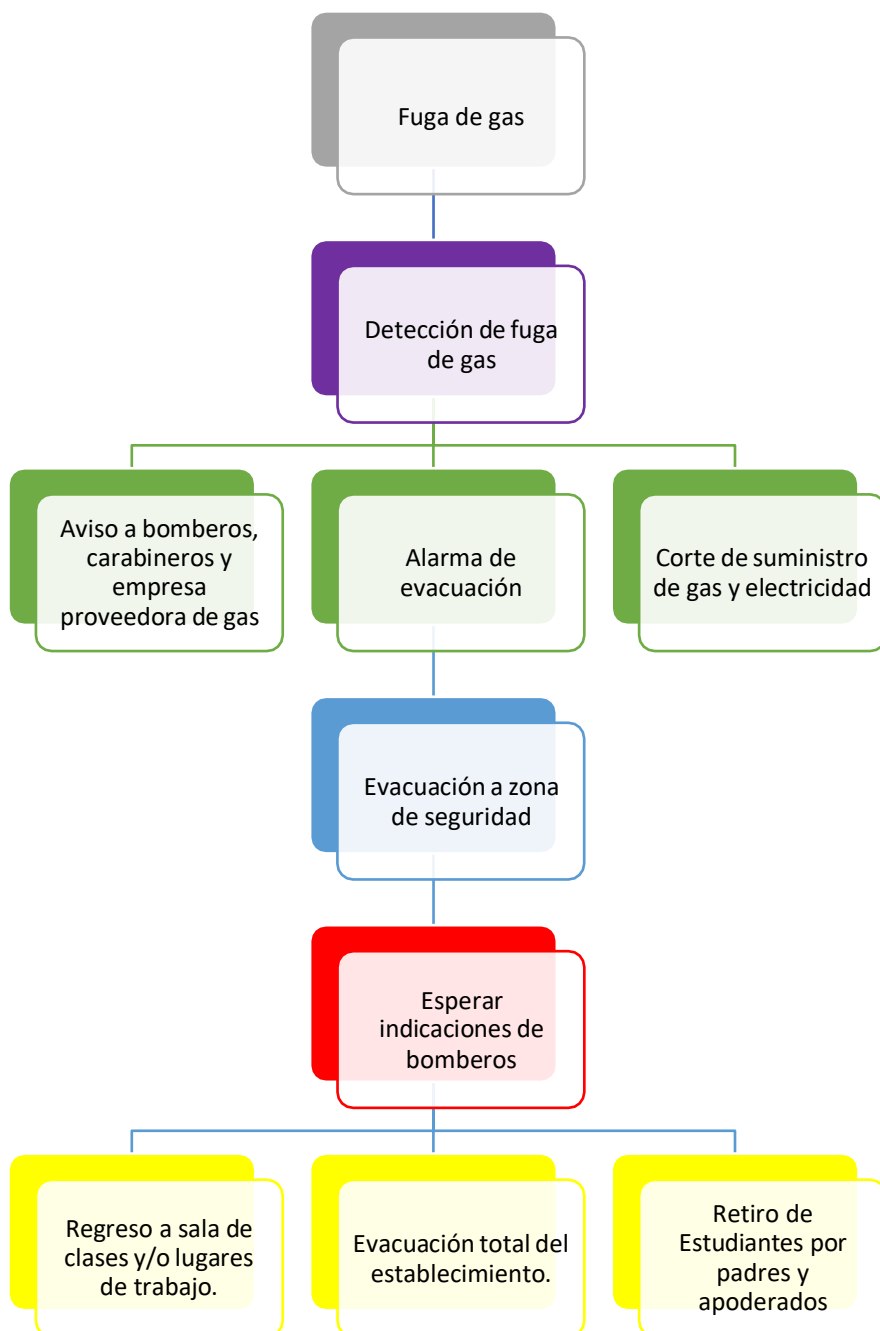 Fuga de gas
Detección de fuga
de gas
Aviso a bomberos,
carabineros y
empresa
proveedora de gas
Alarma de
evacuación
Corte de suministro
de gas y electricidad
Evacuación a zona
de seguridad
Esperar
indicaciones de
bomberos
Regreso a sala de
clases y/o lugares
de trabajo.
Evacuación total del
establecimiento.
Retiro de
Estudiantes por
padres y
apoderados